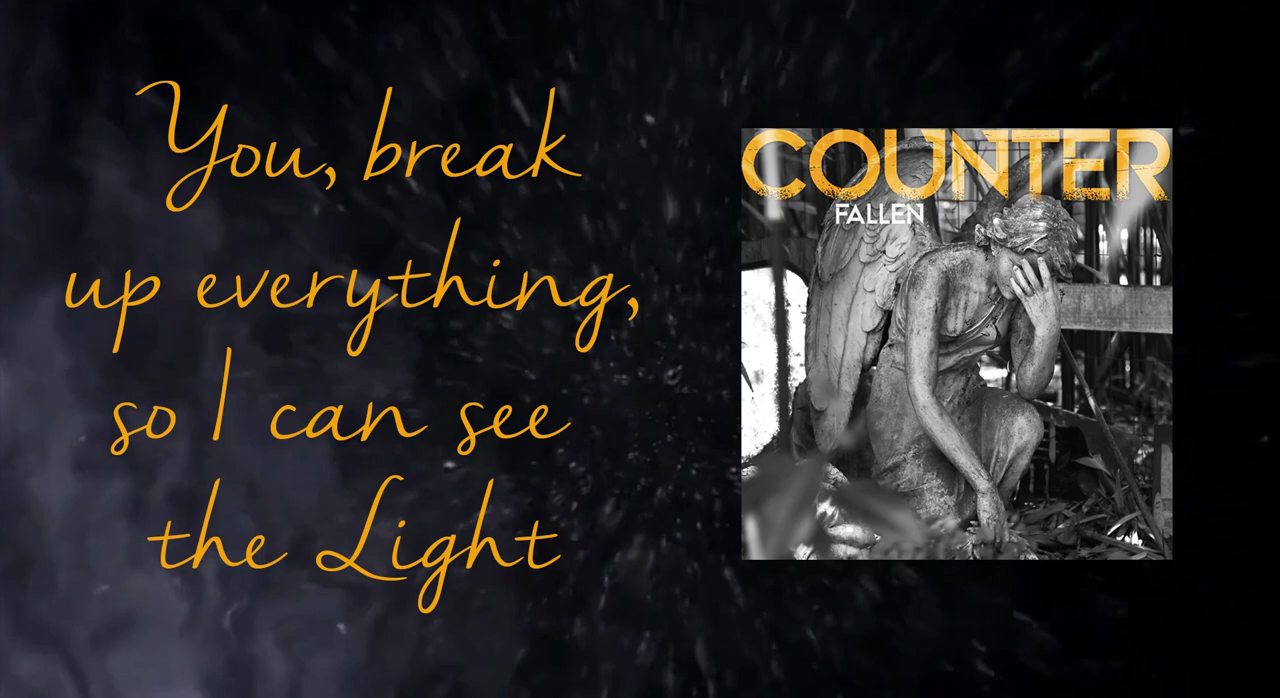 You, break
up everything,
so I can see
the Light
COUNTER
FALLEN